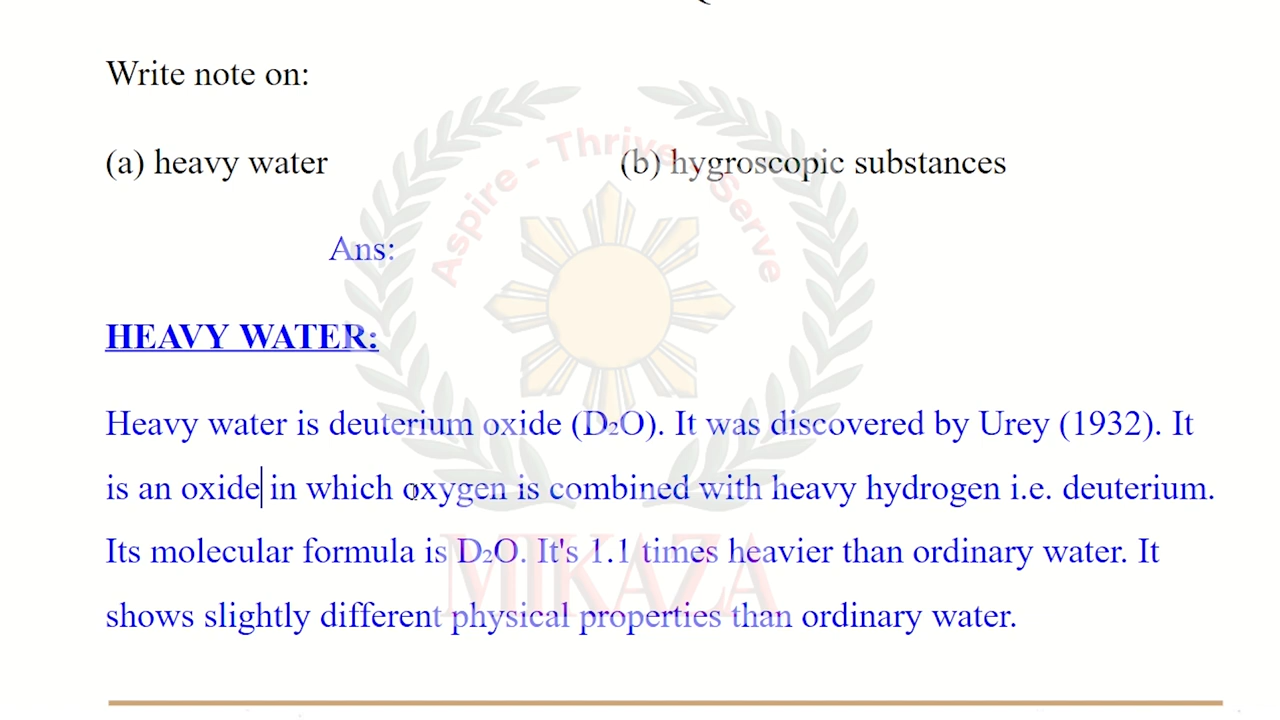 Write note on:
(a) heavy water (b) hygroscopic substances
Aspire - Thrive - Serve
Ans:
HEAVY WATER:
Heavy water is deuterium oxide (D₂O). It was discovered by Urey (1932). It
is an oxide in which oxygen is combined with heavy hydrogen i.e. deuterium.
Its molecular formula is D₂O. It's 1.1 times heavier than ordinary water. It
MIKAZA
shows slightly different physical properties than ordinary water.